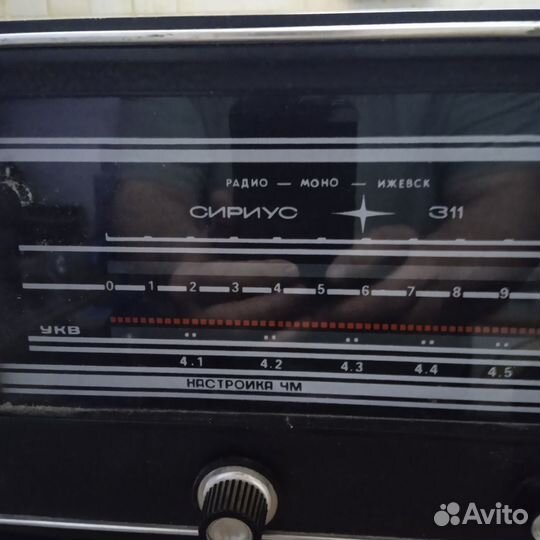 РАДИО — МОНО — ИЖЕВСК
СИРИУС 311
0 1 2 3 4 5 6 7 8 9
УКВ
4.1 4.2 4.3 4.4 4.5
НАСТРОЙКА ЧМ
Avito